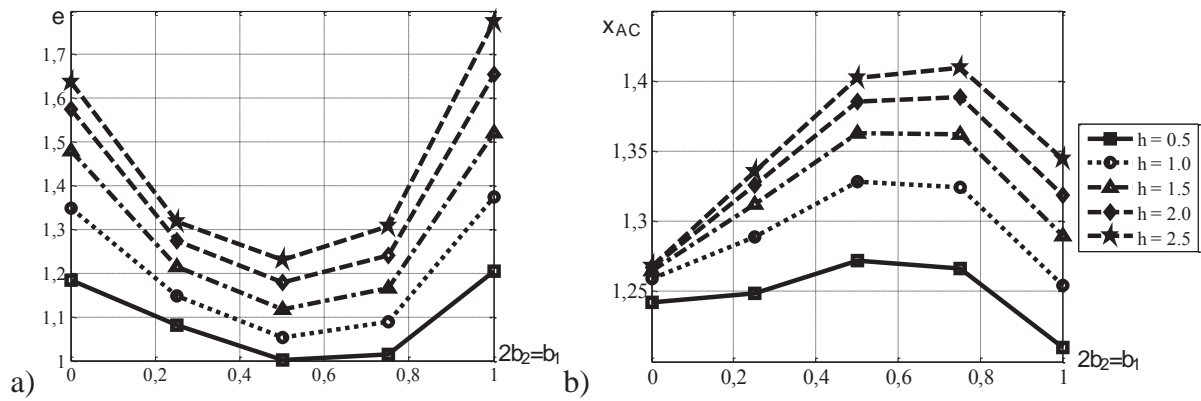 e
1,7
1,6
1,5
1,4
1,3
1,2
1,1
1
0
0,2
0,4
0,6
0,8
1
2b₂=b₁
a)
x_AC
1,4
1,35
1,3
1,25
0
0,2
0,4
0,6
0,8
1
2b₂=b₁
b)
h = 0.5
h = 1.0
h = 1.5
h = 2.0
h = 2.5